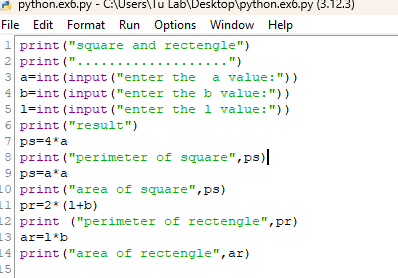 python.ex6.py - C:\Users\Tu Lab\Desktop\python.ex6.py (3.12.3)
File Edit Format Run Options Window Help
1 print("square and rectengle")
2 print("...................")
3 a=int(input("enter the  a value:"))
4 b=int(input("enter the b value:"))
5 l=int(input("enter the l value:"))
6 print("result")
7 ps=4*a
8 print("perimeter of square",ps)
9 ps=a*a
10 print("area of square",ps)
11 pr=2*(l+b)
12 print ("perimeter of rectengle",pr)
13 ar=l*b
14 print("area of rectengle",ar)
15